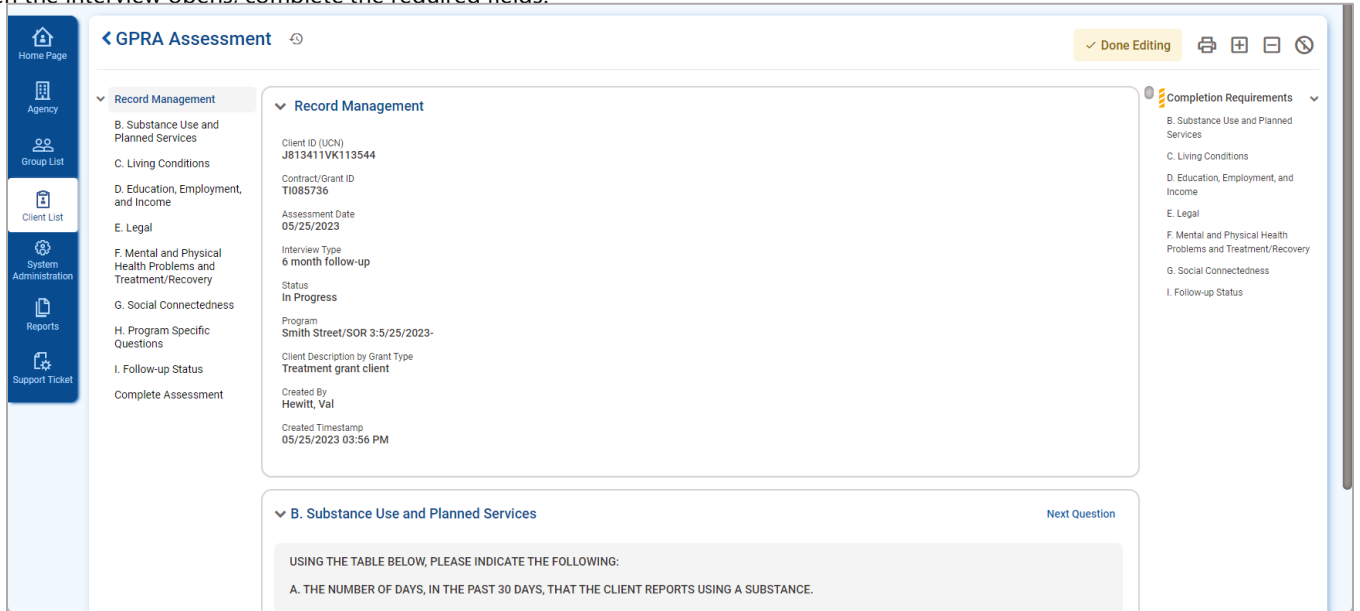 the interview opens, complete the required fields.
Home Page
Agency
Group List
Client List
System
Administration
Reports
Support Ticket
GPRA Assessment
Done Editing
Record Management
B. Substance Use and
Planned Services
C. Living Conditions
D. Education, Employment,
and Income
E. Legal
F. Mental and Physical
Health Problems and
Treatment/Recovery
G. Social Connectedness
H. Program Specific
Questions
I. Follow-up Status
Complete Assessment
Record Management
Client ID (UCN)
J813411VK113544
Contract/Grant ID
TI085736
Assessment Date
05/25/2023
Interview Type
6 month follow-up
Status
In Progress
Program
Smith Street/SOR 3:5/25/2023-
Client Description by Grant Type
Treatment grant client
Created By
Hewitt, Val
Created Timestamp
05/25/2023 03:56 PM
B. Substance Use and Planned Services
Next Question
USING THE TABLE BELOW, PLEASE INDICATE THE FOLLOWING:
A. THE NUMBER OF DAYS, IN THE PAST 30 DAYS, THAT THE CLIENT REPORTS USING A SUBSTANCE.
Completion Requirements
B. Substance Use and Planned
Services
C. Living Conditions
D. Education, Employment, and
Income
E. Legal
F. Mental and Physical Health
Problems and Treatment/Recovery
G. Social Connectedness
I. Follow-up Status